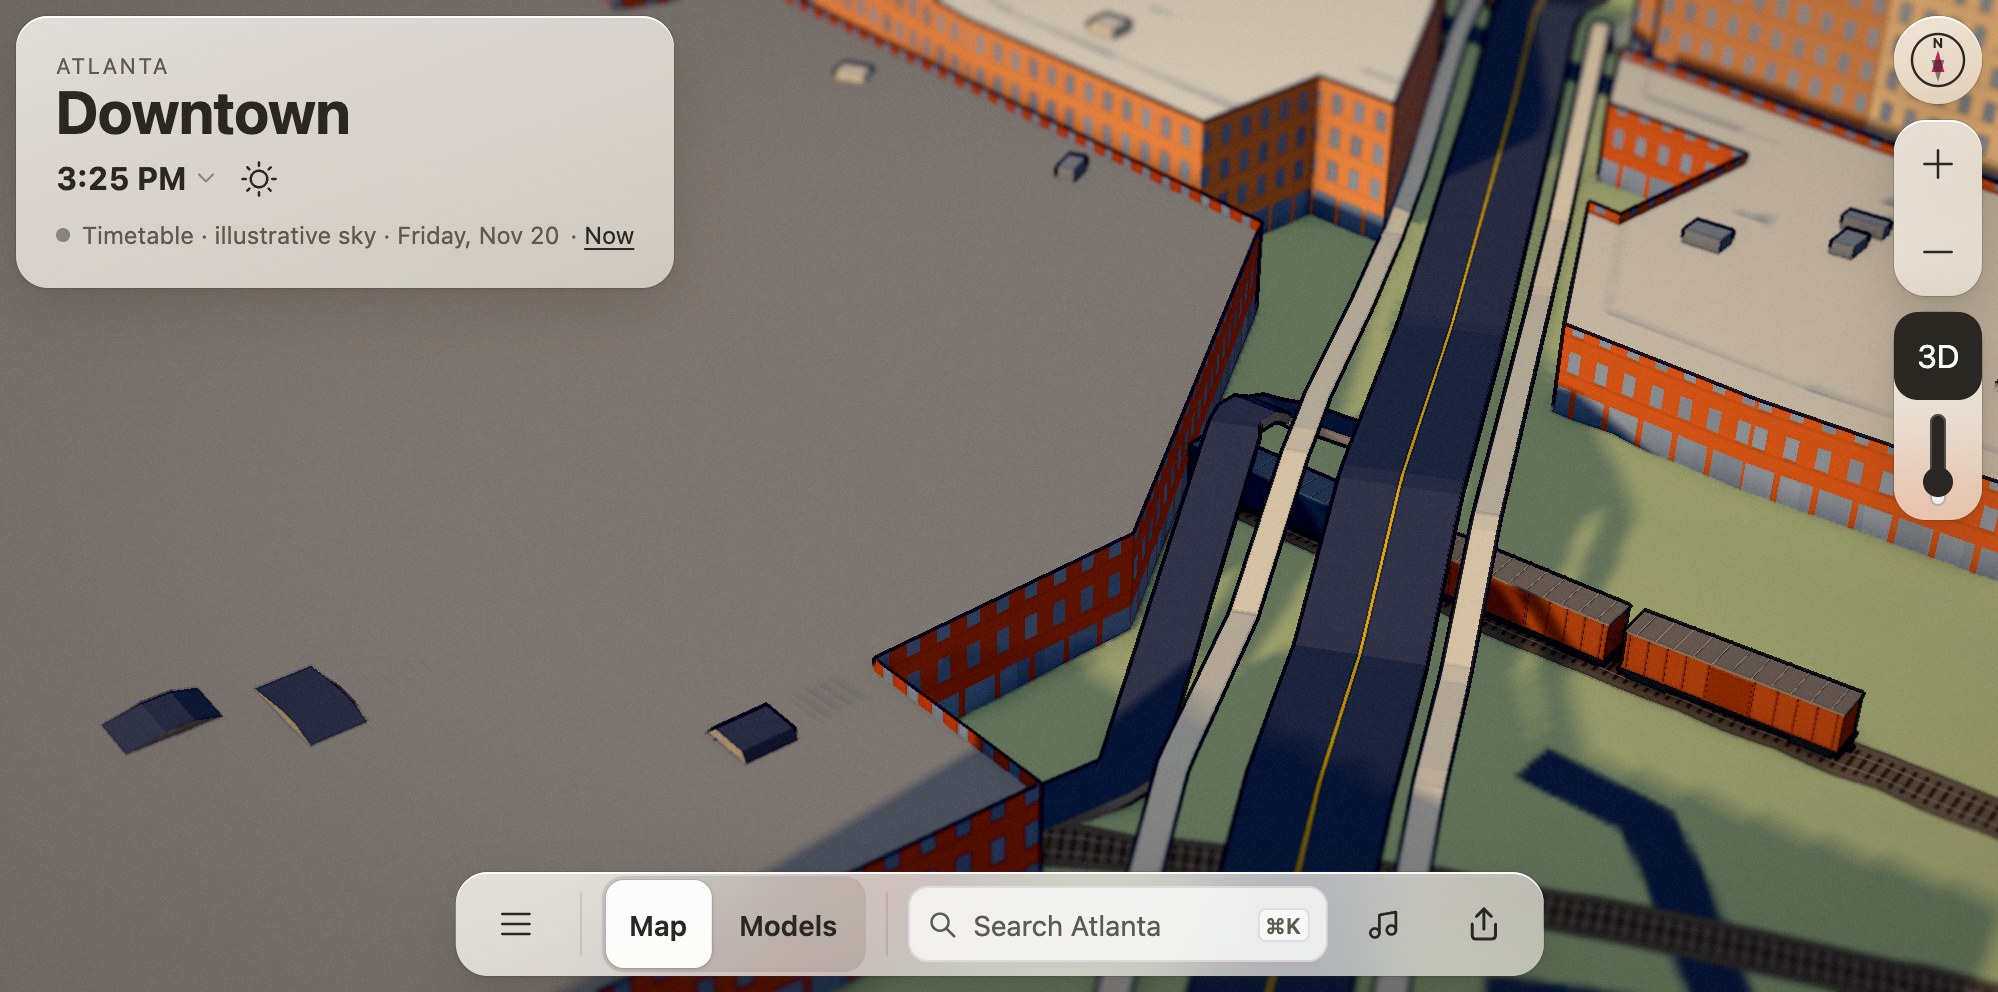 ATLANTA
Downtown
3:25 PM
Timetable · illustrative sky · Friday, Nov 20 · Now
N
3D
Map
Models
Search Atlanta
⌘K